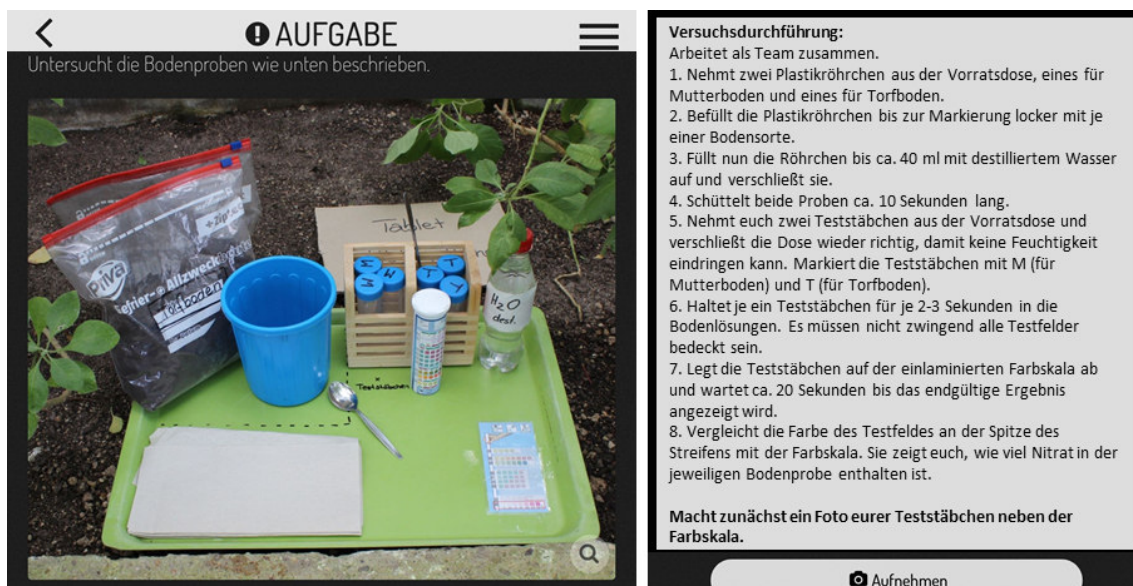 AUFGABE
Untersucht die Bodenproben wie unten beschrieben.
piva
+Zip
Gefrier- & Allzweckbeutel
Torfboden
Tablet
M
M
M
T
T
T
H2O
dest.
Teststäbchen
Versuchsdurchführung:
Arbeitet als Team zusammen.
1. Nehmt zwei Plastikröhrchen aus der Vorratsdose, eines für
Mutterboden und eines für Torfboden.
2. Befüllt die Plastikröhrchen bis zur Markierung locker mit je
einer Bodensorte.
3. Füllt nun die Röhrchen bis ca. 40 ml mit destilliertem Wasser
auf und verschließt sie.
4. Schüttelt beide Proben ca. 10 Sekunden lang.
5. Nehmt euch zwei Teststäbchen aus der Vorratsdose und
verschließt die Dose wieder richtig, damit keine Feuchtigkeit
eindringen kann. Markiert die Teststäbchen mit M (für
Mutterboden) und T (für Torfboden).
6. Haltet je ein Teststäbchen für je 2-3 Sekunden in die
Bodenlösungen. Es müssen nicht zwingend alle Testfelder
bedeckt sein.
7. Legt die Teststäbchen auf der einlaminierten Farbskala ab
und wartet ca. 20 Sekunden bis das endgültige Ergebnis
angezeigt wird.
8. Vergleicht die Farbe des Testfeldes an der Spitze des
Streifens mit der Farbskala. Sie zeigt euch, wie viel Nitrat in der
jeweiligen Bodenprobe enthalten ist.
Macht zunächst ein Foto eurer Teststäbchen neben der
Farbskala.
Aufnehmen